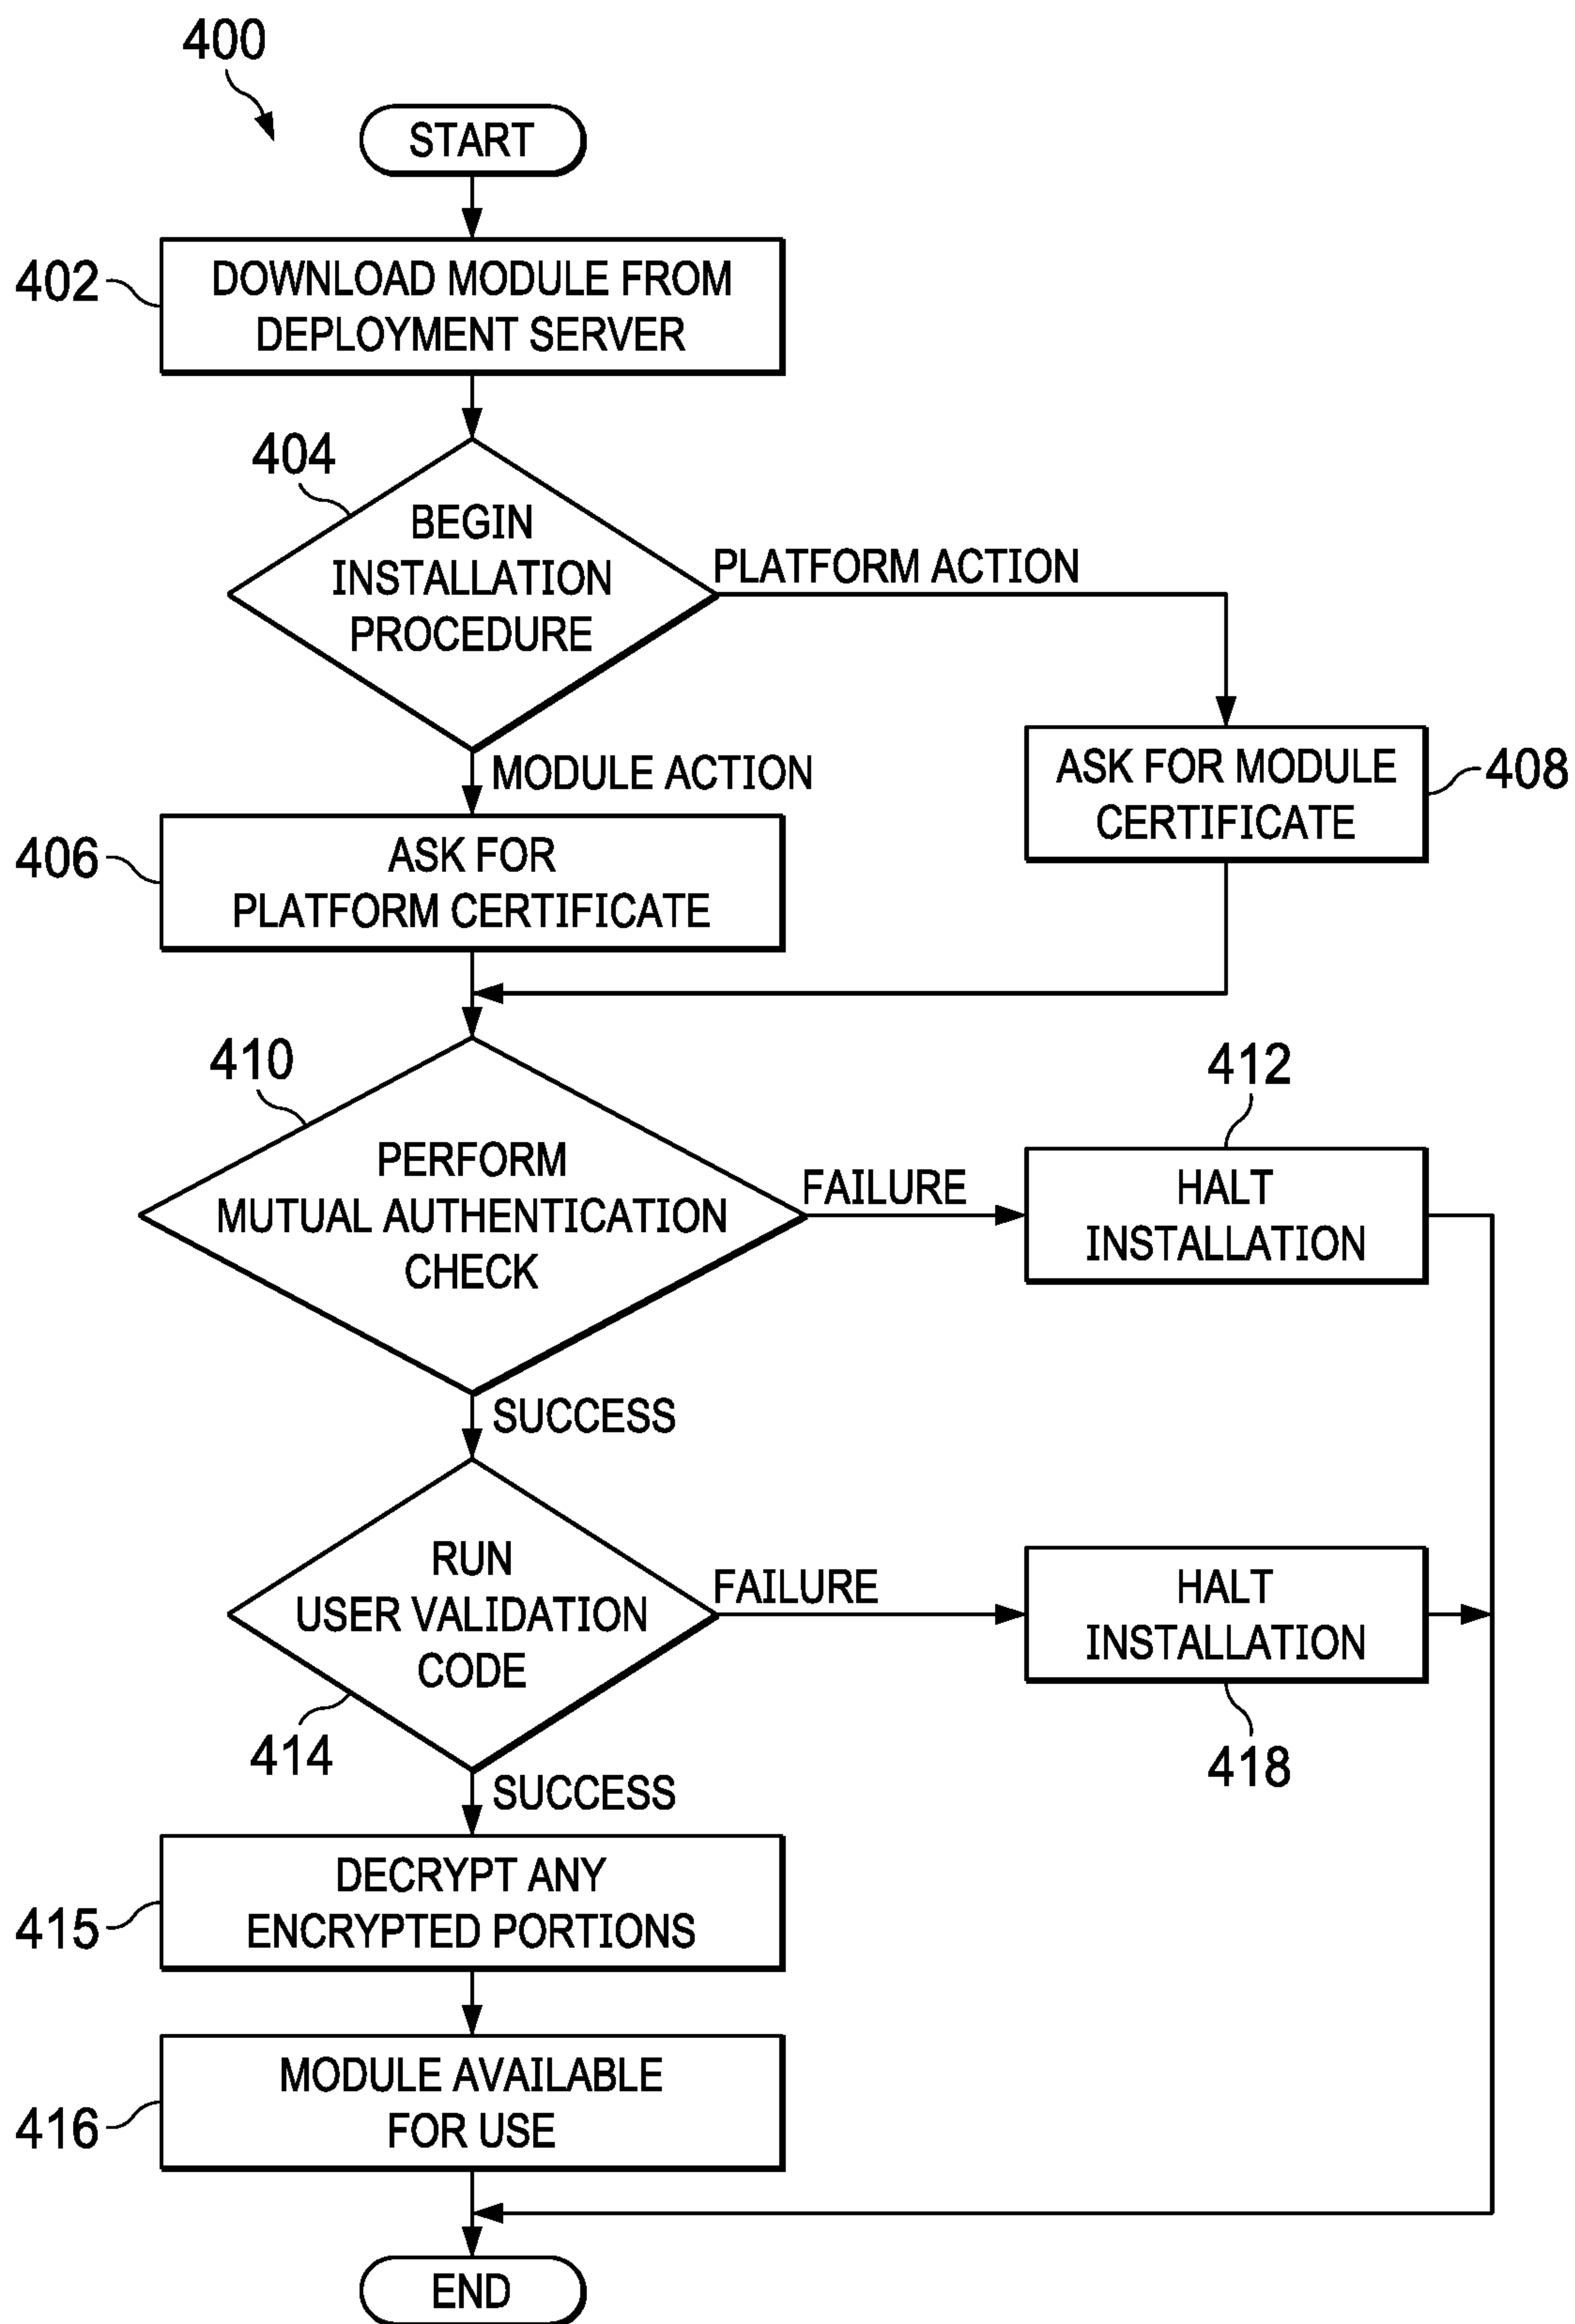 400
START
402
DOWNLOAD MODULE FROM
DEPLOYMENT SERVER
404
BEGIN
INSTALLATION
PROCEDURE
PLATFORM ACTION
MODULE ACTION
ASK FOR MODULE
CERTIFICATE
408
406
ASK FOR
PLATFORM CERTIFICATE
410
PERFORM
MUTUAL AUTHENTICATION
CHECK
FAILURE
412
HALT
INSTALLATION
SUCCESS
RUN
USER VALIDATION
CODE
414
FAILURE
HALT
INSTALLATION
418
SUCCESS
415
DECRYPT ANY
ENCRYPTED PORTIONS
416
MODULE AVAILABLE
FOR USE
END